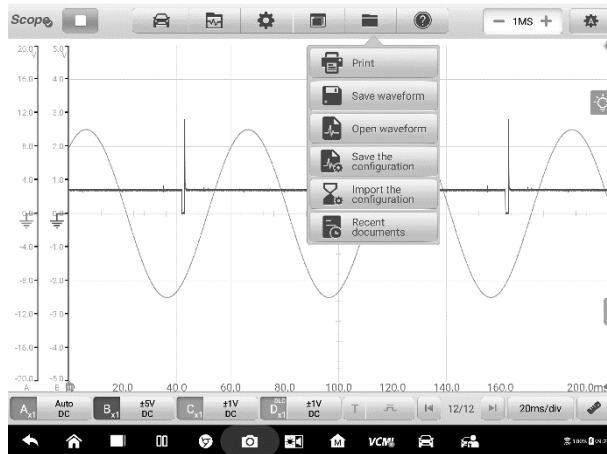 Scope
1MS
Print
Save waveform
Open waveform
Save the
configuration
Import the
configuration
Recent
documents
20.0
V
5.0
V
16.0
4.0
12.0
3.0
8.0
2.0
4.0
1.0
-4.0
-1.0
-8.0
-2.0
-12.0
-3.0
-16.0
-4.0
-20.0
-5.0
A
B
20.0
40.0
60.0
80.0
100.0
120.0
140.0
160.0
200.0ms
A x1
Auto
DC
B x1
±5V
DC
C x1
±1V
DC
DLC
D x1
±1V
DC
T
12/12
20ms/div
M
VCMI
100%